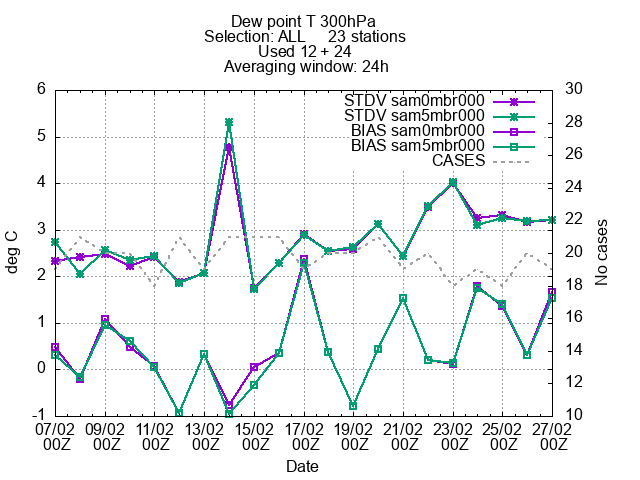 Dew point T 300hPa
Selection: ALL     23 stations
Used 12 + 24
Averaging window: 24h
STDV sam0mbr000
STDV sam5mbr000
BIAS sam0mbr000
BIAS sam5mbr000
CASES
6
5
4
3
2
1
0
-1
deg C
30
28
26
24
22
20
18
16
14
12
10
No cases
07/02 09/02 11/02 13/02 15/02 17/02 19/02 21/02 23/02 25/02 27/02
00Z 00Z 00Z 00Z 00Z 00Z 00Z 00Z 00Z 00Z 00Z
Date